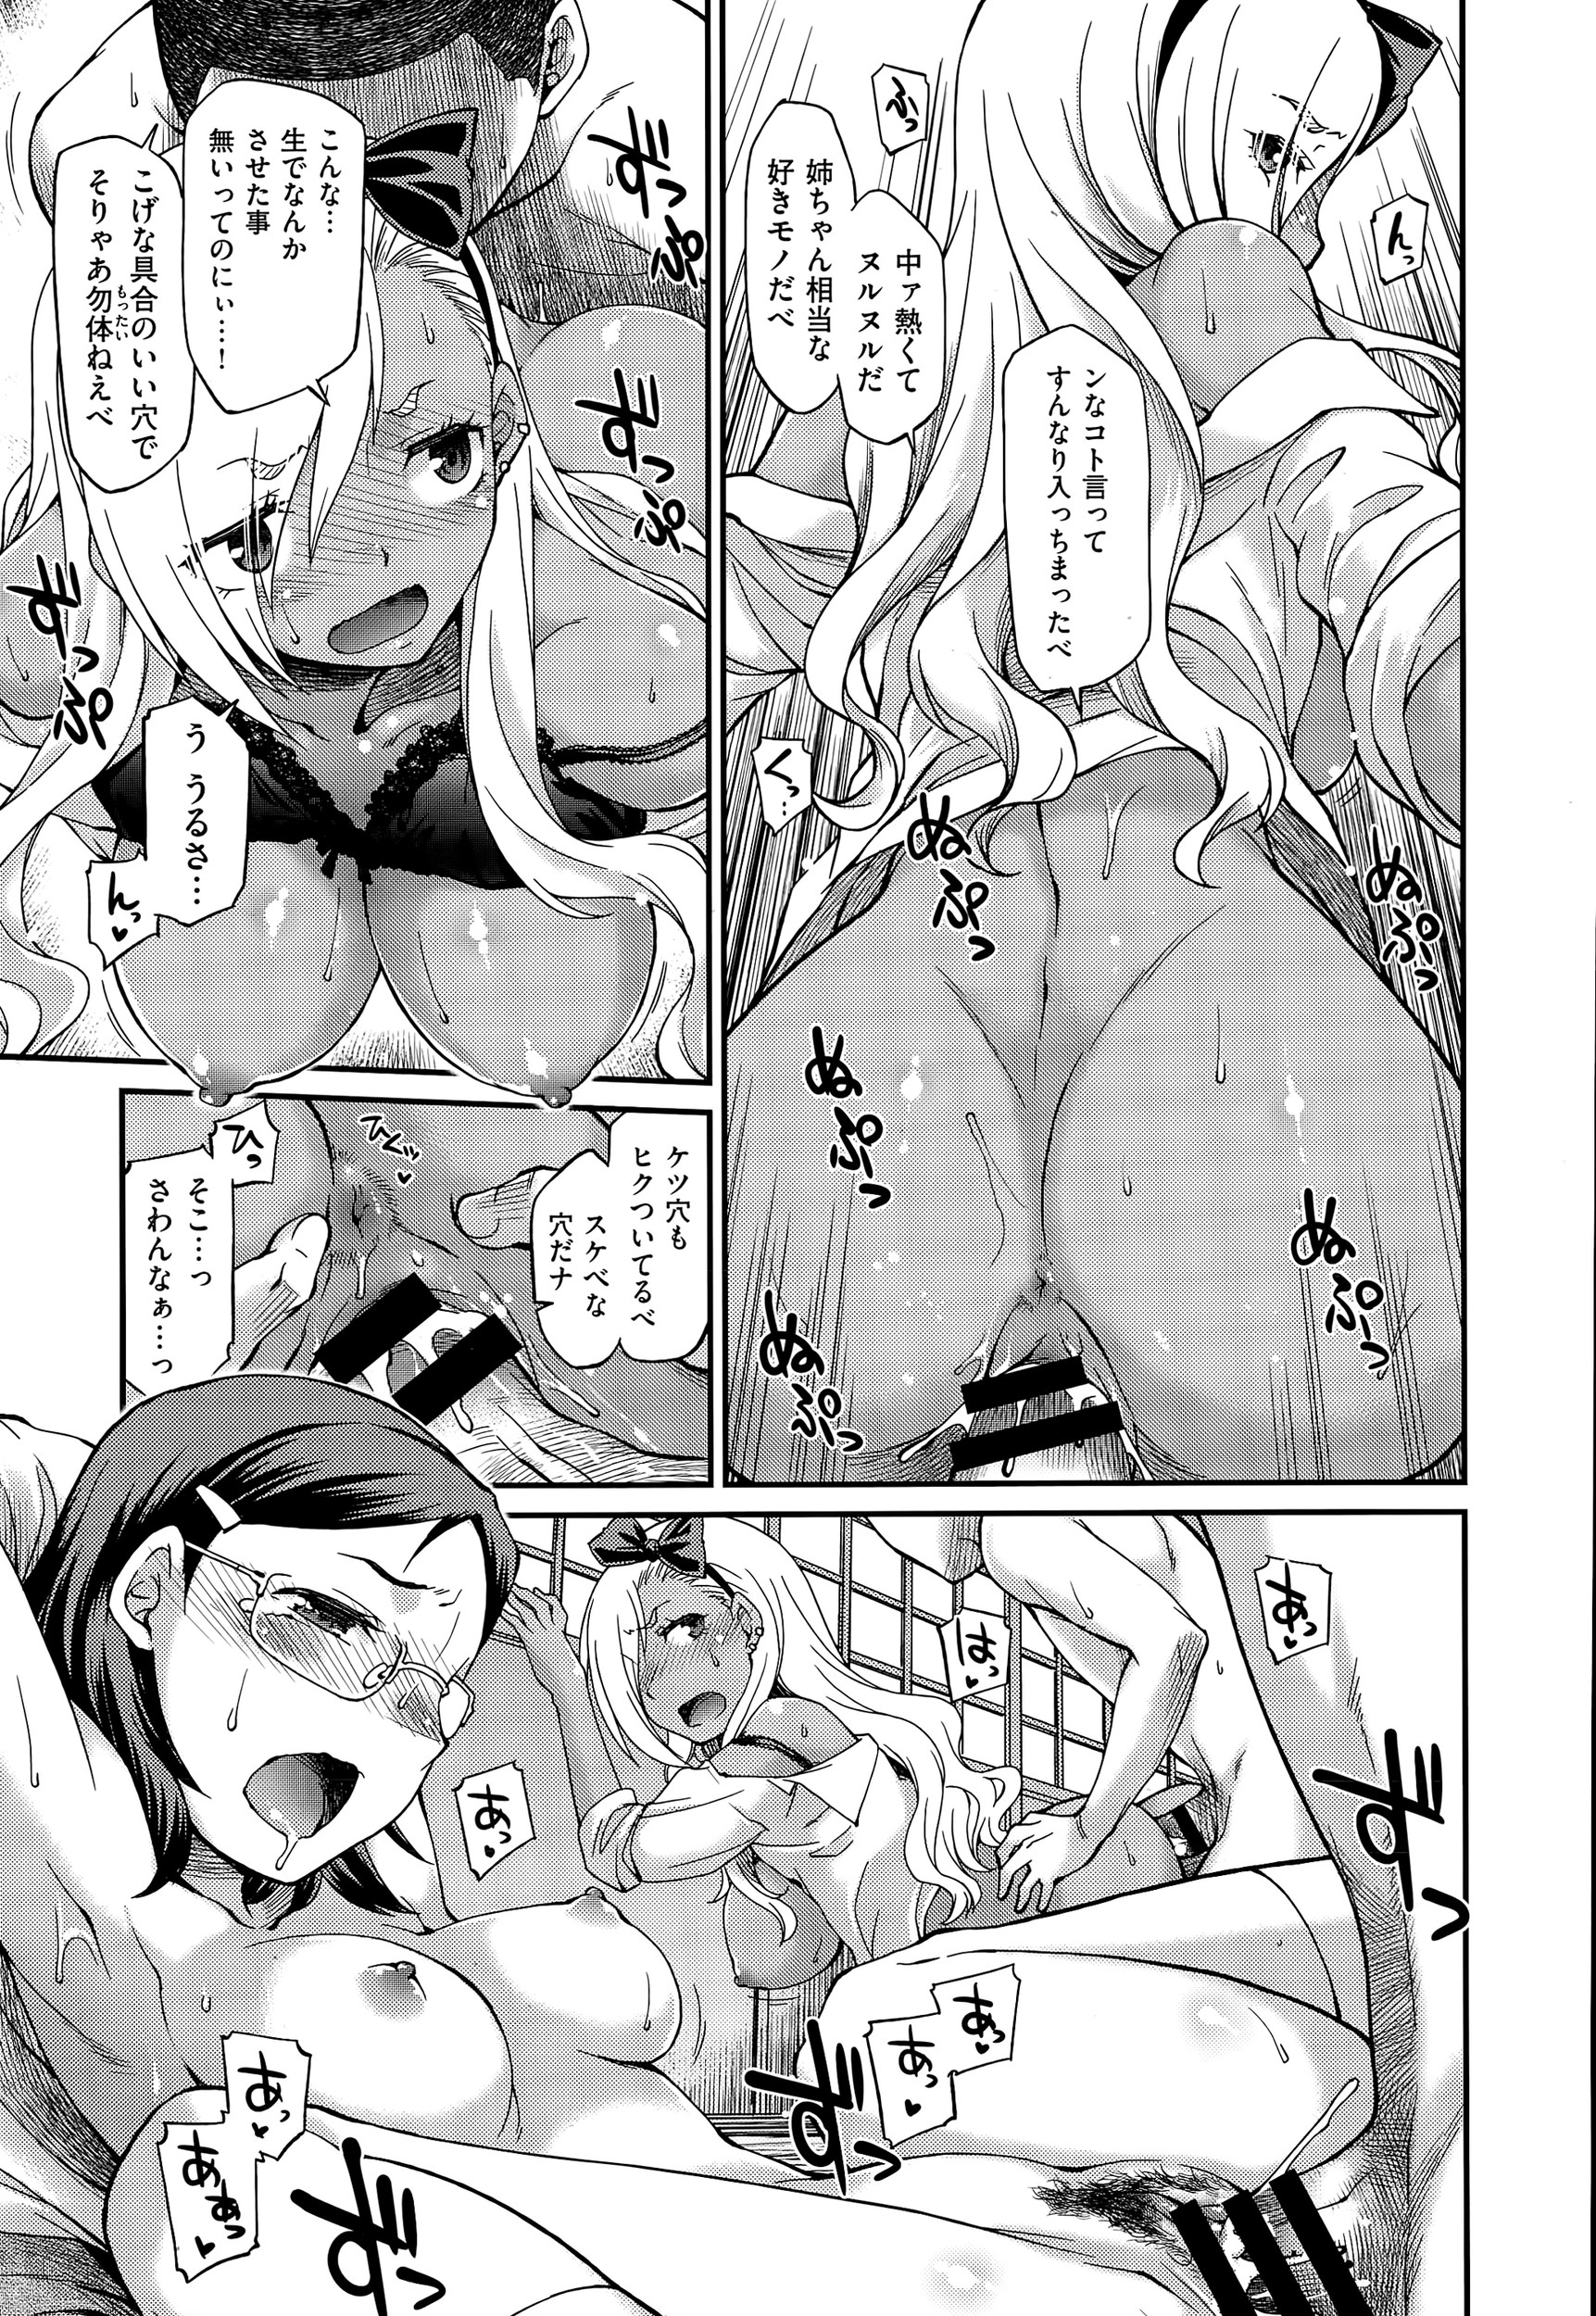 ふっ
んっ
ンなコト言って
すんなり入っちまったべ
中ァ熱くて
ヌルヌルだ
姉ちゃん相当な
好きモノだべ
くっ…
ぬぷっ
ぬぷっ
ぬぷっ
ぬぷっ
ぬぷっ
こんな…
生でなんか
させた事
無いってのにぃ…！
こげな具合のいい穴で
そりゃあ勿体ねえべ
もったい
ずっぷ
ずっぷ
ずっぷ
う うるさ…
んっ♥
ケツ穴も
ヒクついてるべ
スケベな
穴だナ
ひくッ♥
ひっ
そこ…っ
さわんなぁ…っ
あっ♥
はっ♥
あっ♥
ずっ
あっ♥
あっ♥
ずっ
あっ♥
あぁっ♥
ずっ